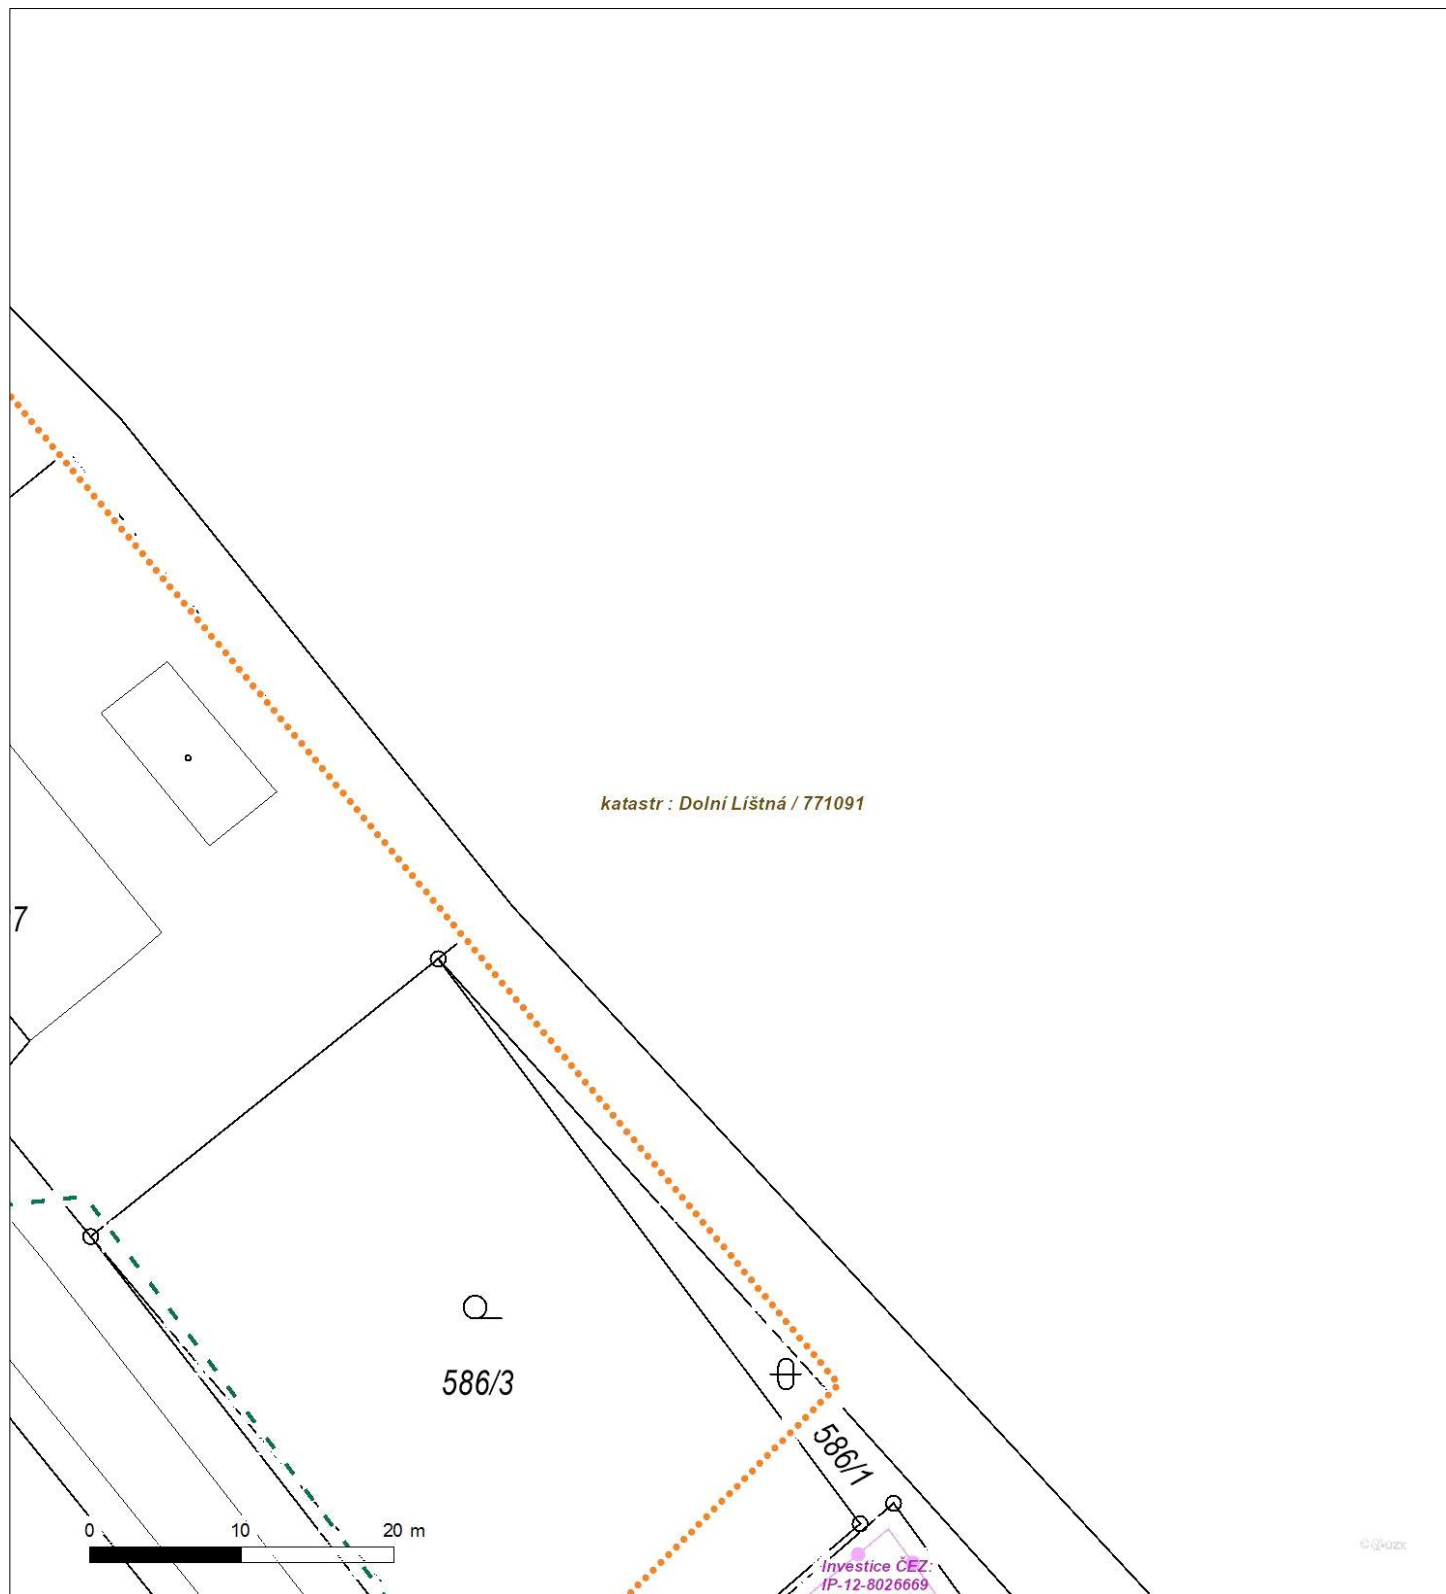 katastr : Dolní Líštná / 771091
7
586/3
586/1
0 10 20 m
Investice ČEZ:
IP-12-8026669